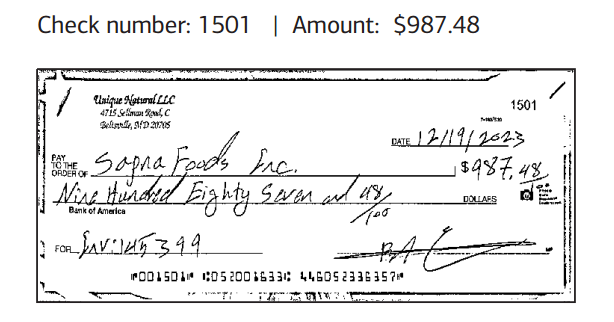 Check number: 1501 | Amount: $987.48
Unique Natural LLC
1501
4715 Sellman Road, C
Beltsville, MD 20705
DATE 12/19/2023
PAY TO THE ORDER OF Sapna Foods Inc. $987.48
Nine Hundred Eighty Seven and 48/100 DOLLARS
Bank of America
FOR Inv:145399
⑈001501⑈ ⑆052001633⑆ 446052336357⑈